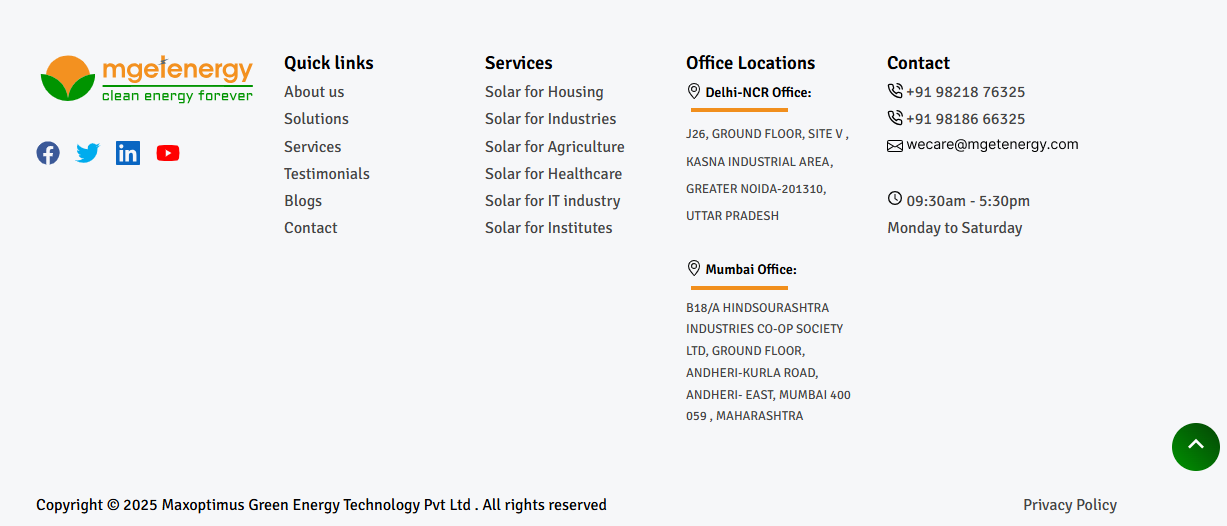 mgetenergy
clean energy forever
Quick links
About us
Solutions
Services
Testimonials
Blogs
Contact
Services
Solar for Housing
Solar for Industries
Solar for Agriculture
Solar for Healthcare
Solar for IT industry
Solar for Institutes
Office Locations
Delhi-NCR Office:
J26, GROUND FLOOR, SITE V ,
KASNA INDUSTRIAL AREA,
GREATER NOIDA-201310,
UTTAR PRADESH
Mumbai Office:
B18/A HINDSOURASHTRA
INDUSTRIES CO-OP SOCIETY
LTD, GROUND FLOOR,
ANDHERI-KURLA ROAD,
ANDHERI- EAST, MUMBAI 400
059 , MAHARASHTRA
Contact
+91 98218 76325
+91 98186 66325
wecare@mgetenergy.com
09:30am - 5:30pm
Monday to Saturday
Copyright © 2025 Maxoptimus Green Energy Technology Pvt Ltd . All rights reserved
Privacy Policy